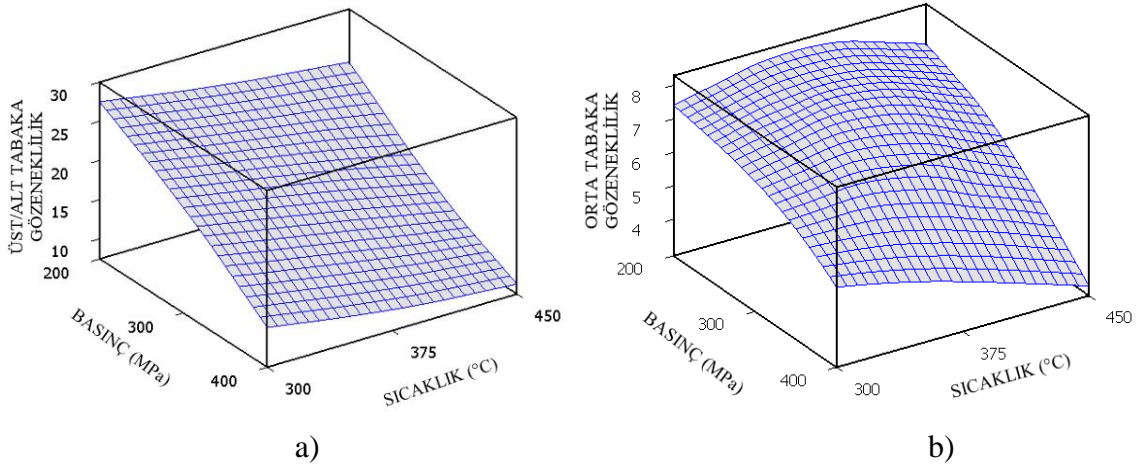 ÜST/ALT TABAKA
GÖZENEKLİLİK
30
25
20
15
10
200
300
400
BASINÇ (MPa)
300
375
450
SICAKLIK (°C)
a)
ORTA TABAKA
GÖZENEKLİLİK
8
7
6
5
4
200
300
400
BASINÇ (MPa)
300
375
450
SICAKLIK (°C)
b)